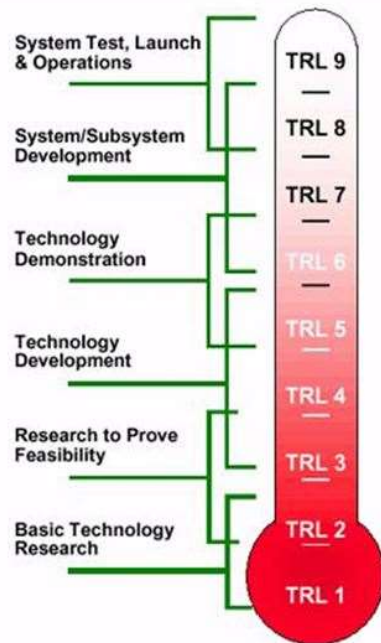 System Test, Launch
& Operations
System/Subsystem
Development
Technology
Demonstration
Technology
Development
Research to Prove
Feasibility
Basic Technology
Research
TRL 9
TRL 8
TRL 7
TRL 6
TRL 5
TRL 4
TRL 3
TRL 2
TRL 1